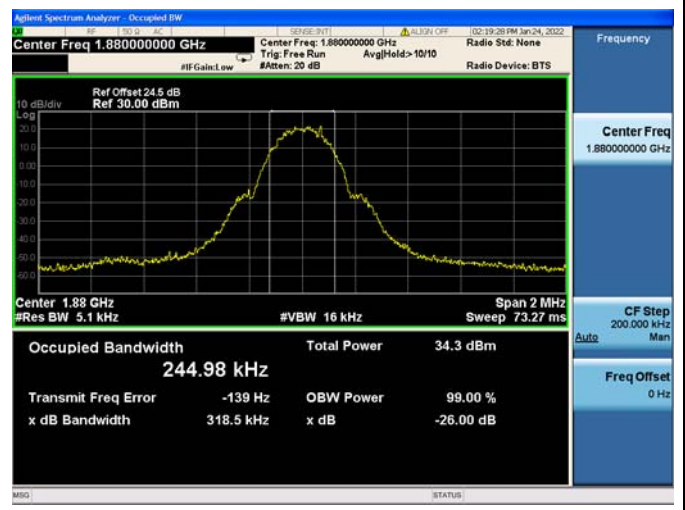 Agilent Spectrum Analyzer - Occupied BW
RF 50 Ω AC SENSE:INT ALIGN OFF 02:19:28 PM Jan 24, 2022
Center Freq 1.880000000 GHz
Center Freq: 1.880000000 GHz
Radio Std: None
Trig: Free Run Avg|Hold:> 10/10
#IFGain:Low
#Atten: 20 dB
Radio Device: BTS
Frequency
Ref Offset 24.5 dB
10 dB/div Ref 30.00 dBm
Log
20.0
10.0
0.00
-10.0
-20.0
-30.0
-40.0
-50.0
-60.0
Center Freq
1.880000000 GHz
Center 1.88 GHz Span 2 MHz
#Res BW 5.1 kHz #VBW 16 kHz Sweep 73.27 ms
CF Step
200.000 kHz
Auto Man
Freq Offset
0 Hz
Occupied Bandwidth Total Power 34.3 dBm
244.98 kHz
Transmit Freq Error -139 Hz OBW Power 99.00 %
x dB Bandwidth 318.5 kHz x dB -26.00 dB
MSG STATUS